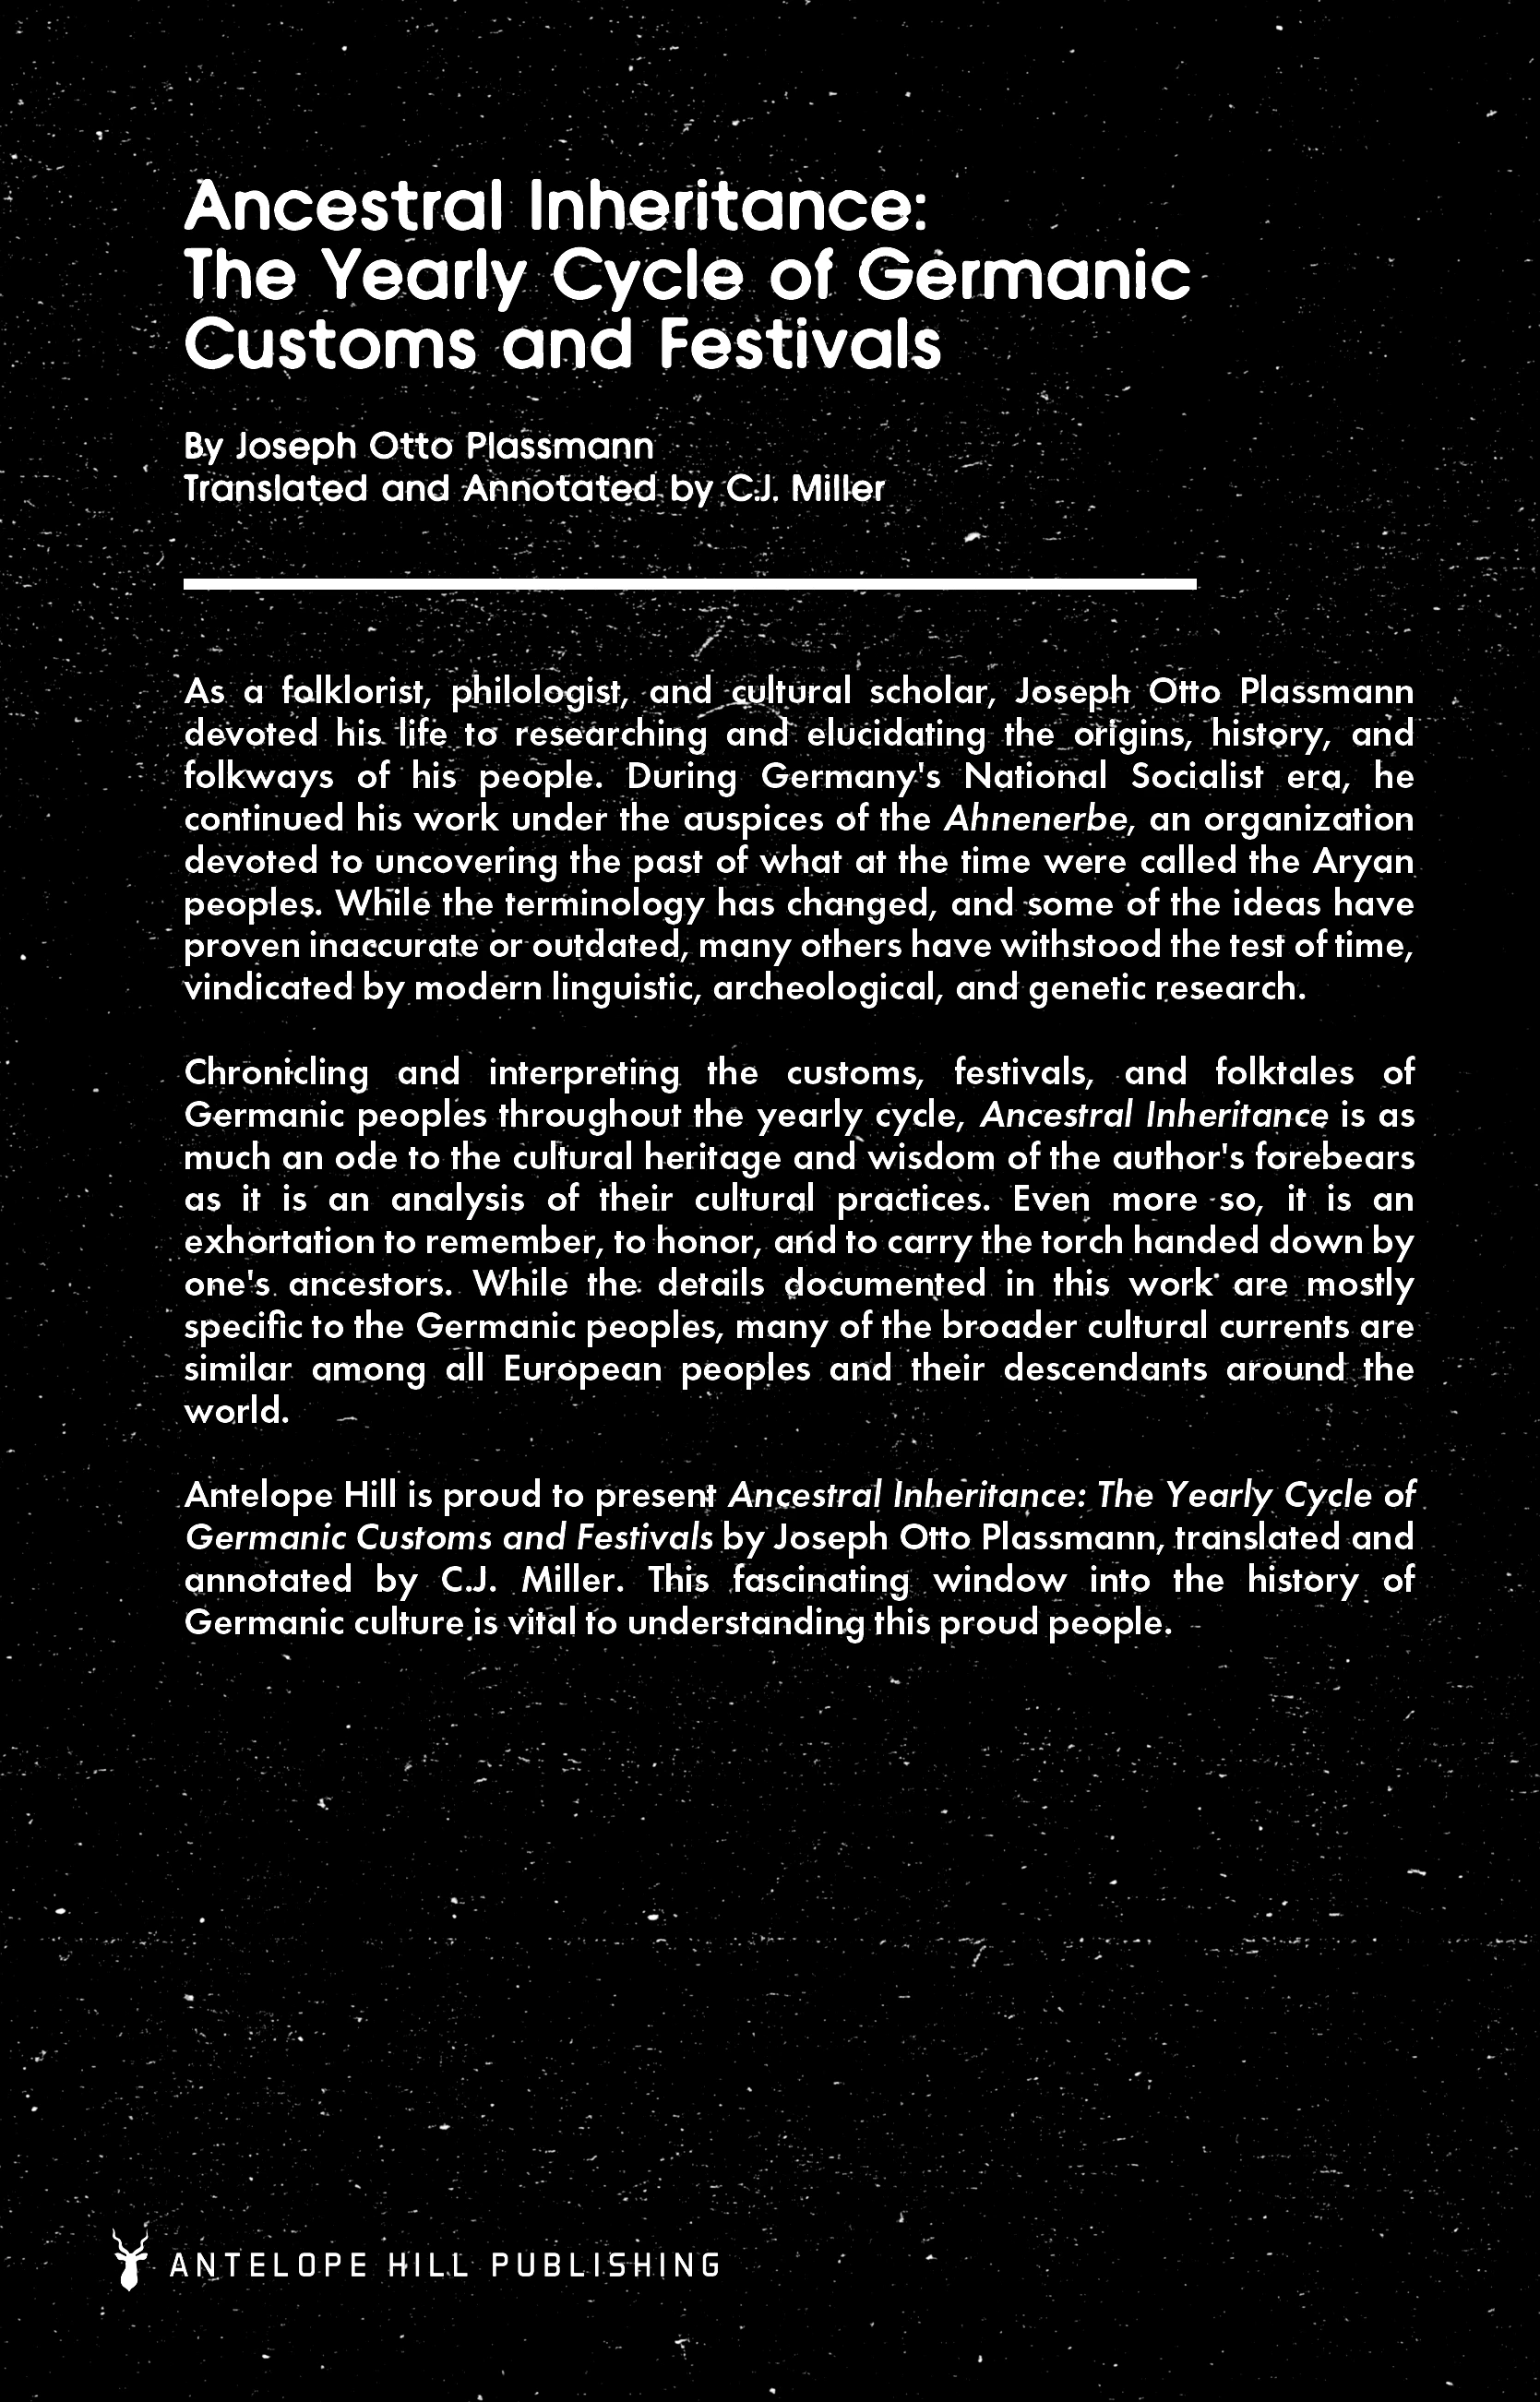 Ancestral Inheritance:
The Yearly Cycle of Germanic
Customs and Festivals
By Joseph Otto Plassmann
Translated and Annotated by C.J. Miller
As a folklorist, philologist, and cultural scholar, Joseph Otto Plassmann
devoted his life to researching and elucidating the origins, history, and
folkways of his people. During Germany's National Socialist era, he
continued his work under the auspices of the Ahnenerbe, an organization
devoted to uncovering the past of what at the time were called the Aryan
peoples. While the terminology has changed, and some of the ideas have
proven inaccurate or outdated, many others have withstood the test of time,
vindicated by modern linguistic, archeological, and genetic research.
Chronicling and interpreting the customs, festivals, and folktales of
Germanic peoples throughout the yearly cycle, Ancestral Inheritance is as
much an ode to the cultural heritage and wisdom of the author's forebears
as it is an analysis of their cultural practices. Even more so, it is an
exhortation to remember, to honor, and to carry the torch handed down by
one's ancestors. While the details documented in this work are mostly
specific to the Germanic peoples, many of the broader cultural currents are
similar among all European peoples and their descendants around the
world.
Antelope Hill is proud to present Ancestral Inheritance: The Yearly Cycle of
Germanic Customs and Festivals by Joseph Otto Plassmann, translated and
annotated by C.J. Miller. This fascinating window into the history of
Germanic culture is vital to understanding this proud people.
ANTELOPE HILL PUBLISHING